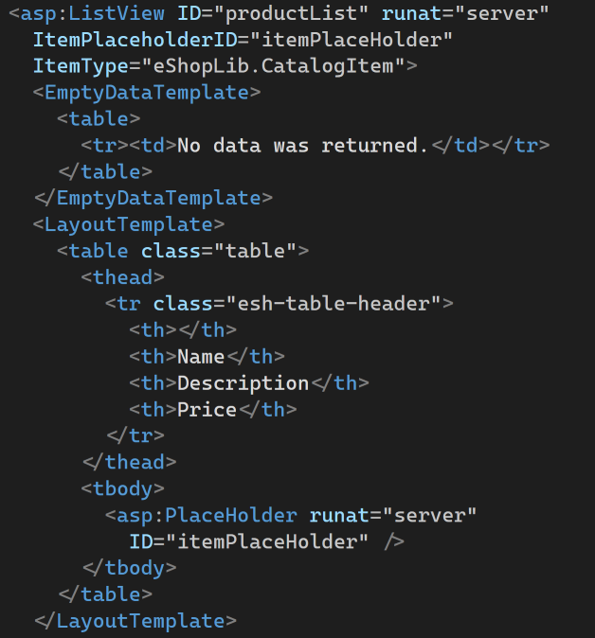 <asp:ListView ID="productList" runat="server"
ItemPlaceholderID="itemPlaceHolder"
ItemType="eShopLib.CatalogItem">
<EmptyDataTemplate>
<table>
<tr><td>No data was returned.</td></tr>
</table>
</EmptyDataTemplate>
<LayoutTemplate>
<table class="table">
<thead>
<tr class="esh-table-header">
<th></th>
<th>Name</th>
<th>Description</th>
<th>Price</th>
</tr>
</thead>
<tbody>
<asp:PlaceHolder runat="server"
ID="itemPlaceHolder" />
</tbody>
</table>
</LayoutTemplate>